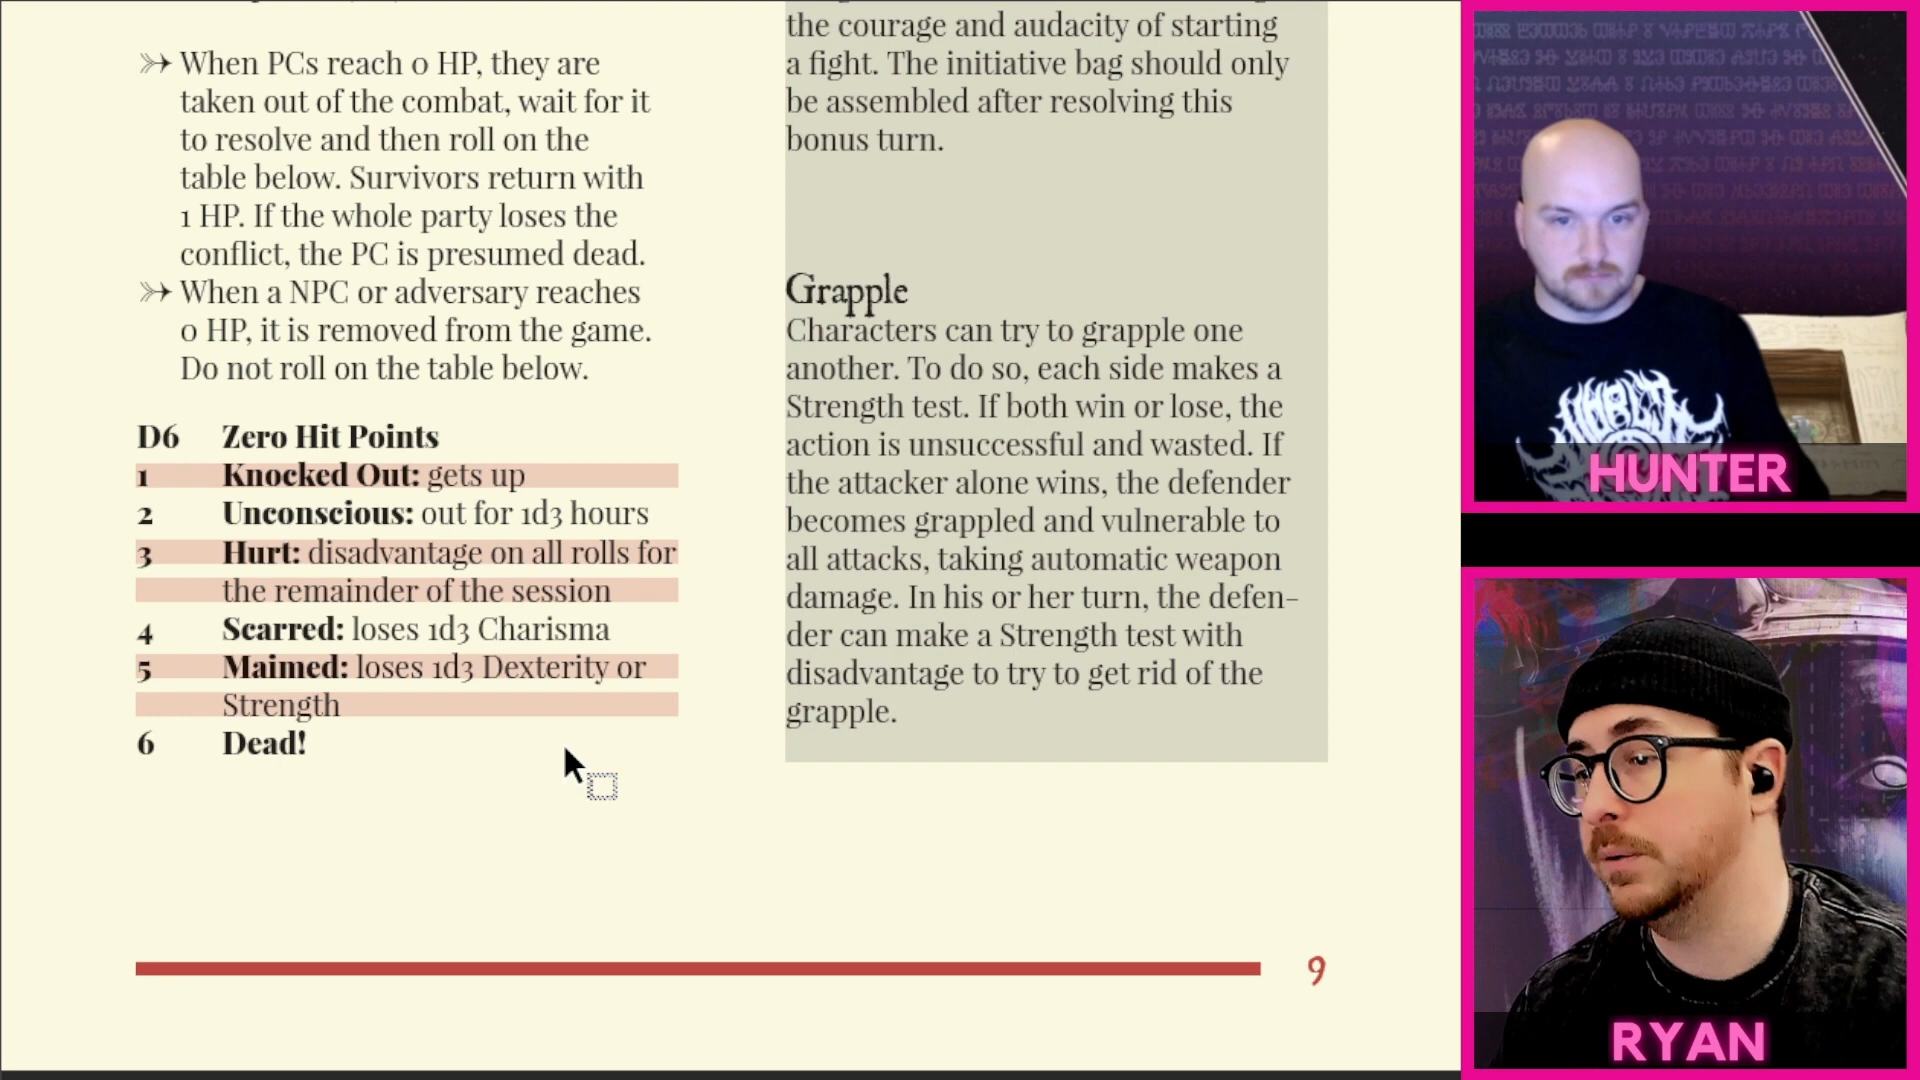 When PCs reach 0 HP, they are
taken out of the combat, wait for it
to resolve and then roll on the
table below. Survivors return with
1 HP. If the whole party loses the
conflict, the PC is presumed dead.
When a NPC or adversary reaches
0 HP, it is removed from the game.
Do not roll on the table below.
D6 Zero Hit Points
1 Knocked Out: gets up
2 Unconscious: out for 1d3 hours
3 Hurt: disadvantage on all rolls for
the remainder of the session
4 Scarred: loses 1d3 Charisma
5 Maimed: loses 1d3 Dexterity or
Strength
6 Dead!
the courage and audacity of starting
a fight. The initiative bag should only
be assembled after resolving this
bonus turn.
Grapple
Characters can try to grapple one
another. To do so, each side makes a
Strength test. If both win or lose, the
action is unsuccessful and wasted. If
the attacker alone wins, the defender
becomes grappled and vulnerable to
all attacks, taking automatic weapon
damage. In his or her turn, the defen-
der can make a Strength test with
disadvantage to try to get rid of the
grapple.
9
HUNTER
RYAN